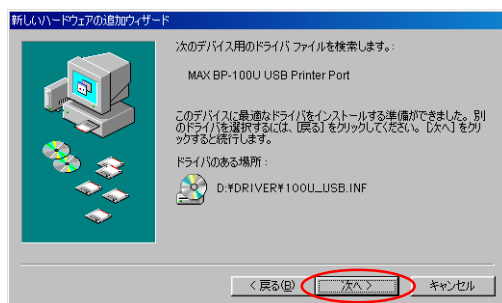 新しいハードウェアの追加ウィザード
次のデバイス用のドライバ ファイルを検索します。:
MAX BP-100U USB Printer Port
このデバイスに最適なドライバをインストールする準備ができました。別
のドライバを選択するには、[戻る] をクリックしてください。[次へ] をクリ
ックすると続行します。
ドライバのある場所:
D:¥DRIVER¥100U_USB.INF
< 戻る(B) 次へ > キャンセル